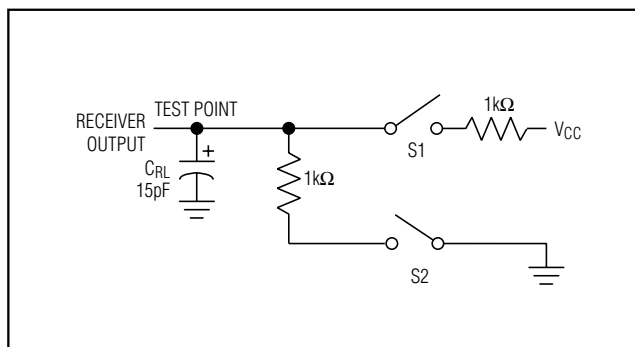 RECEIVER
OUTPUT
TEST POINT
CRL
15pF
1kΩ
S1
1kΩ
VCC
S2